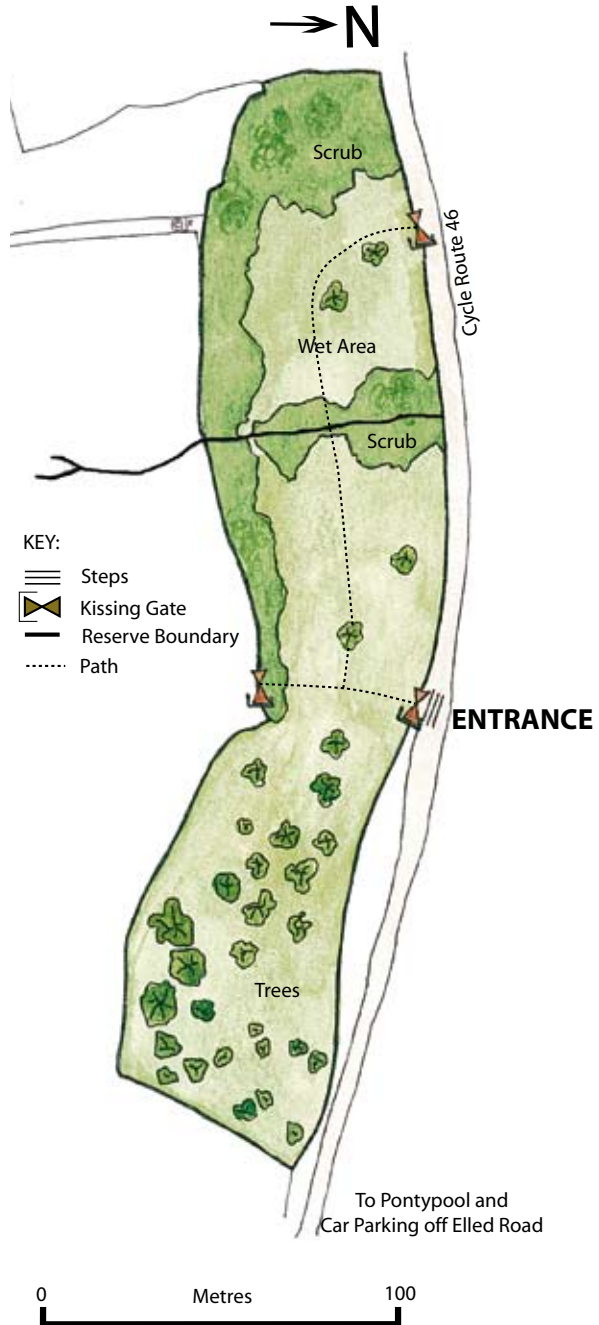 N
Scrub
Cycle Route 46
Wet Area
Scrub
KEY:
Steps
Kissing Gate
Reserve Boundary
Path
ENTRANCE
Trees
To Pontypool and
Car Parking off Elled Road
0 Metres 100